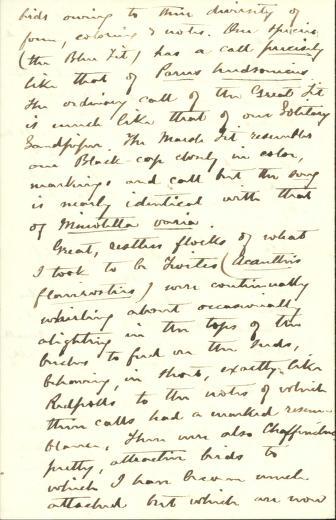 birds owing to their diversity of
form, coloring & notes. One species
(the Blue Tit) has a call precisely
like that of Parus hudsonicus
The ordinary call of the Great Tit
is much like that of our Solitary
Sandpiper. The Marsh Tit resembles
our Black cap closely in color,
markings and call but the song
is nearly identical with that
of Mniotilta varia.
Great, restless flocks of what
I took to be Twites (Acanthis
flavirostris) were continually
whirling about occasionally
alighting in the tops of the
birches to feed on the seeds,
behaving, in short, exactly like
Redpolls to the notes of which
their calls had a marked resem-
blance. There were also Chaffinches
pretty, attractive birds to
which I have become much
attached but which are now